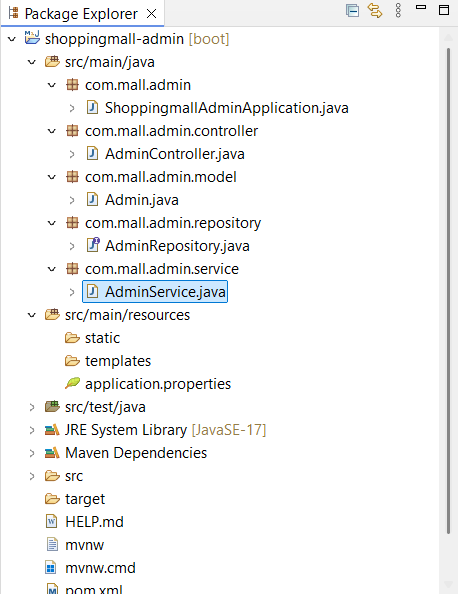 Package Explorer
shoppingmall-admin [boot]
src/main/java
com.mall.admin
ShoppingmallAdminApplication.java
com.mall.admin.controller
AdminController.java
com.mall.admin.model
Admin.java
com.mall.admin.repository
AdminRepository.java
com.mall.admin.service
AdminService.java
src/main/resources
static
templates
application.properties
src/test/java
JRE System Library [JavaSE-17]
Maven Dependencies
src
target
HELP.md
mvnw
mvnw.cmd
pom.xml